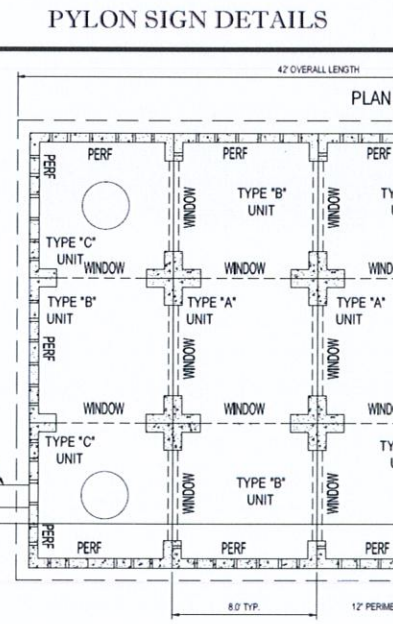 PYLON SIGN DETAILS
42' OVERALL LENGTH
PLAN
PERF
PERF
PERF
PERF
WINDOW
TYPE "B"
UNIT
WINDOW
TYPE "C"
UNIT
WINDOW
WINDOW
TYPE "B"
UNIT
TYPE "A"
UNIT
TYPE "A"
UNIT
PERF
WINDOW
WINDOW
WINDOW
WINDOW
TYPE "C"
UNIT
WINDOW
TYPE "B"
UNIT
WINDOW
PERF
PERF
PERF
PERF
8.0' TYP.